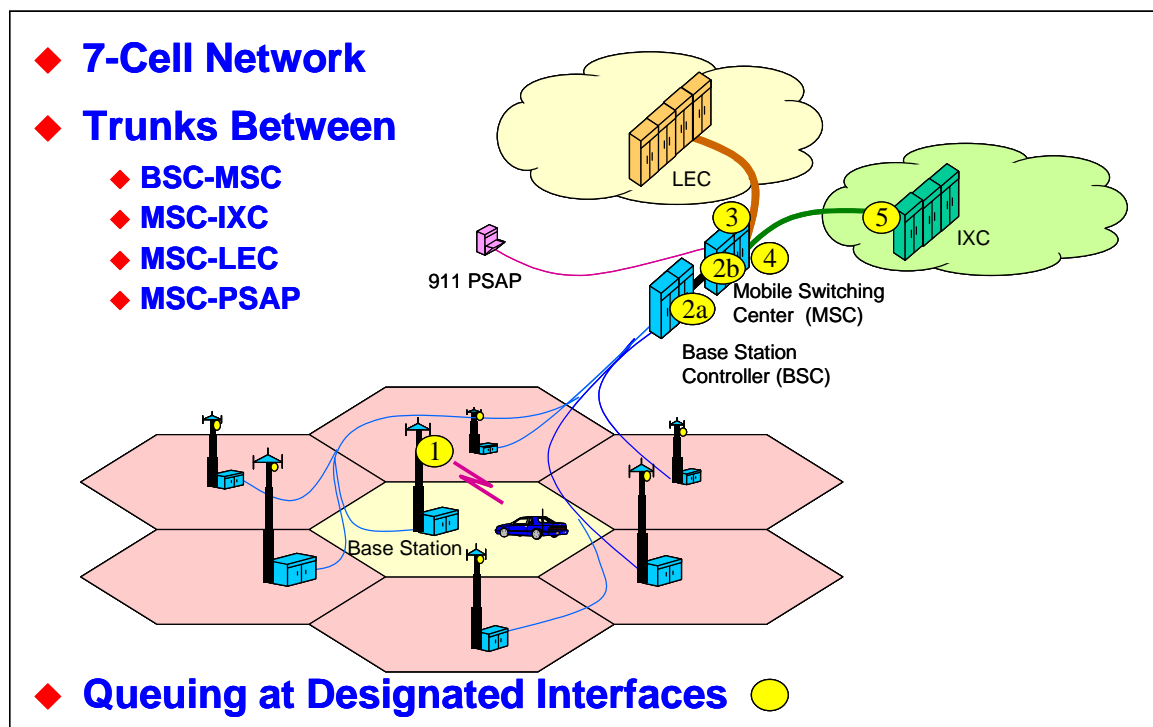 7-Cell Network
Trunks Between
BSC-MSC
MSC-IXC
MSC-LEC
MSC-PSAP
LEC
IXC
911 PSAP
3
5
4
2b
2a
Mobile Switching
Center (MSC)
Base Station
Controller (BSC)
1
Base Station
Queuing at Designated Interfaces